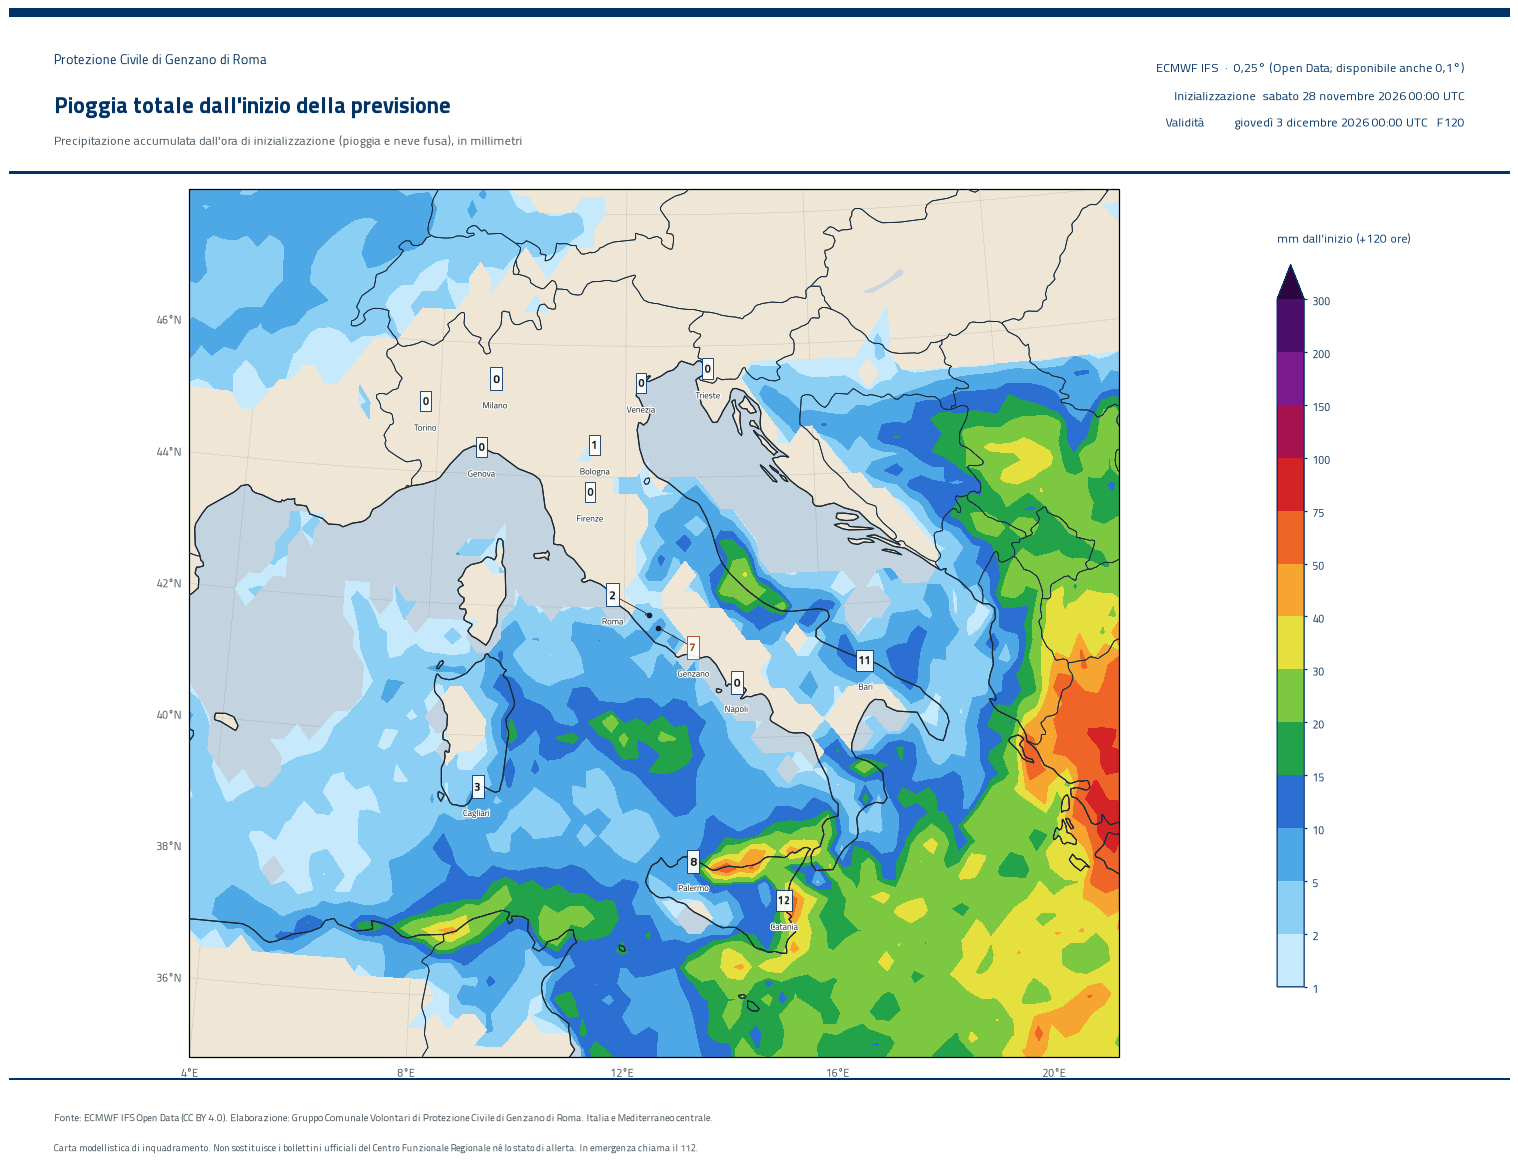 Protezione Civile di Genzano di Roma
Pioggia totale dall'inizio della previsione
Precipitazione accumulata dall'ora di inizializzazione (pioggia e neve fusa), in millimetri
ECMWF IFS · 0,25° (Open Data; disponibile anche 0,1°)
Inizializzazione sabato 28 novembre 2026 00:00 UTC
Validità giovedì 3 dicembre 2026 00:00 UTC F120
mm dall'inizio (+120 ore)
300
200
150
100
75
50
40
30
20
15
10
5
2
1
46°N
44°N
42°N
40°N
38°N
36°N
4°E
8°E
12°E
16°E
20°E
0
Milano
0
Torino
0
Venezia
0
Trieste
0
Genova
1
Bologna
0
Firenze
2
Roma
7
Genzano
0
Napoli
11
Bari
3
Cagliari
8
Palermo
12
Catania
Fonte: ECMWF IFS Open Data (CC BY 4.0). Elaborazione: Gruppo Comunale Volontari di Protezione Civile di Genzano di Roma. Italia e Mediterraneo centrale.
Carta modellistica di inquadramento. Non sostituisce i bollettini ufficiali del Centro Funzionale Regionale né lo stato di allerta. In emergenza chiama il 112.